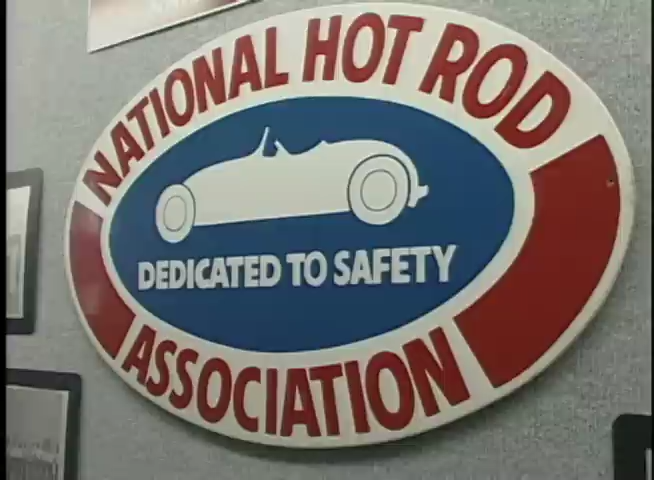 NATIONAL HOT ROD
DEDICATED TO SAFETY
ASSOCIATION